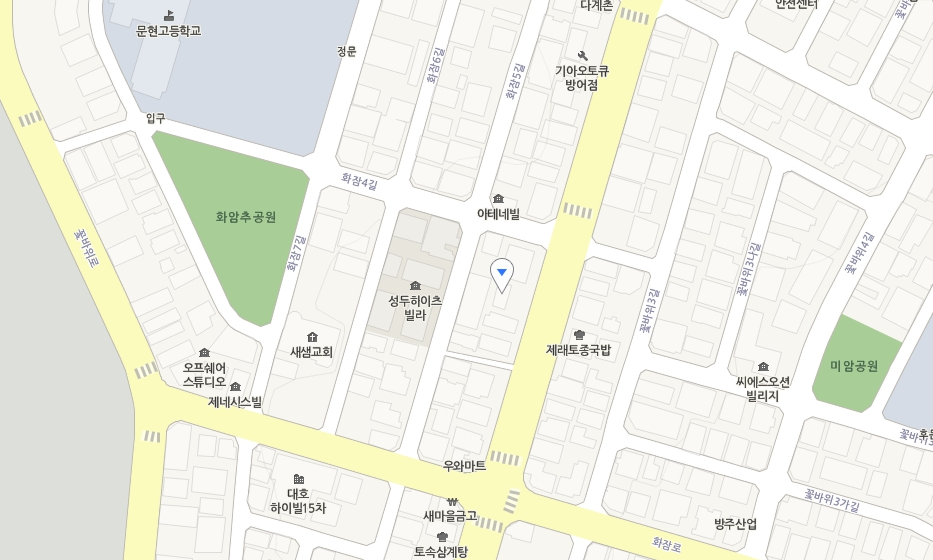 다계촌
안전센터
문현고등학교
정문
화잠6길
화잠5길
기아오토큐
방어점
입구
화잠4길
아테네빌
화암추공원
꽃바위로
화잠7길
성두하이츠
빌라
꽃바위3나길
꽃바위4길
꽃바위3길
새샘교회
제래토종국밥
오프쉐어
스튜디오
제네시스빌
씨에스오션
빌리지
미암공원
우와마트
대호
하이빌15차
새마을금고
토속삼계탕
화잠로
방주산업
꽃바위3가길